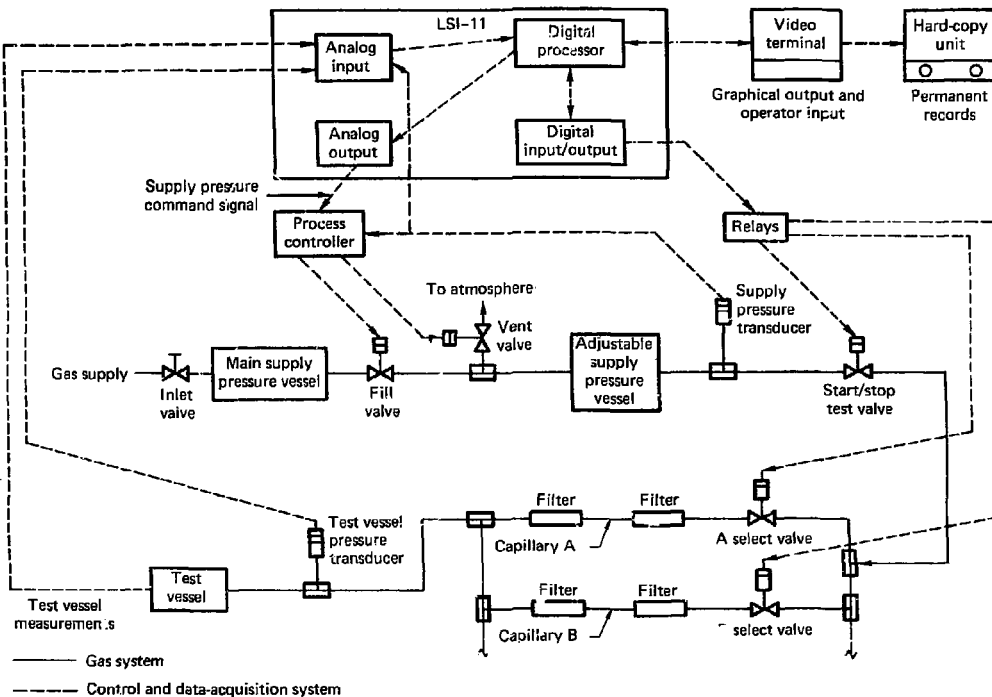 LSI-11
Analog
input
Digital
processor
Video
terminal
Hard-copy
unit
Graphical output and
operator input
Permanent
records
Analog
output
Digital
input/output
Supply pressure
command signal
Process
controller
Relays
To atmosphere
Vent
valve
Supply
pressure
transducer
Gas supply
Inlet
valve
Main supply
pressure vessel
Fill
valve
Adjustable
supply
pressure
vessel
Start/stop
test valve
Filter
Filter
Test vessel
pressure
transducer
Capillary A
A select valve
Test
vessel
Test vessel
measurements
Filter
Filter
Capillary B
select valve
Gas system
Control and data-acquisition system